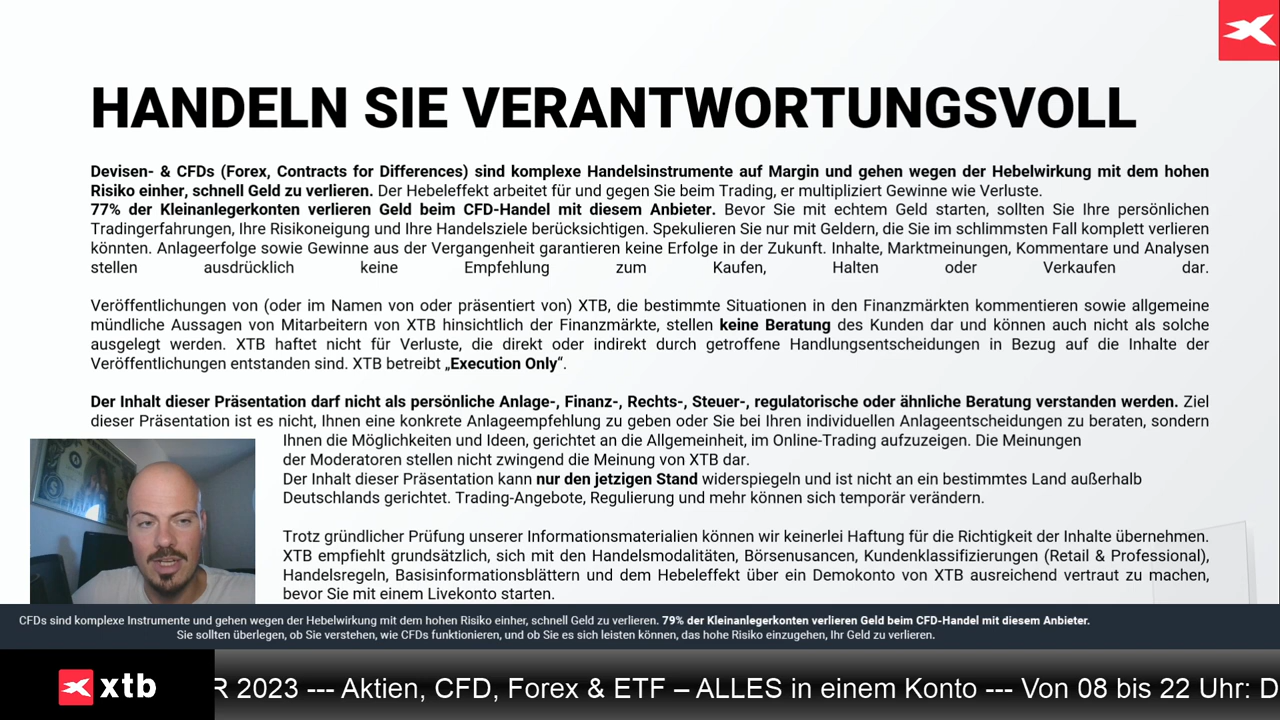 HANDELN SIE VERANTWORTUNGSVOLL
Devisen- & CFDs (Forex, Contracts for Differences) sind komplexe Handelsinstrumente auf Margin und gehen wegen der Hebelwirkung mit dem hohen
Risiko einher, schnell Geld zu verlieren. Der Hebeleffekt arbeitet für und gegen Sie beim Trading, er multipliziert Gewinne wie Verluste.
77% der Kleinanlegerkonten verlieren Geld beim CFD-Handel mit diesem Anbieter. Bevor Sie mit echtem Geld starten, sollten Sie Ihre persönlichen
Tradingerfahrungen, Ihre Risikoneigung und Ihre Handelsziele berücksichtigen. Spekulieren Sie nur mit Geldern, die Sie im schlimmsten Fall komplett verlieren
könnten. Anlageerfolge sowie Gewinne aus der Vergangenheit garantieren keine Erfolge in der Zukunft. Inhalte, Marktmeinungen, Kommentare und Analysen
stellen ausdrücklich keine Empfehlung zum Kaufen, Halten oder Verkaufen dar.
Veröffentlichungen von (oder im Namen von oder präsentiert von) XTB, die bestimmte Situationen in den Finanzmärkten kommentieren sowie allgemeine
mündliche Aussagen von Mitarbeitern von XTB hinsichtlich der Finanzmärkte, stellen keine Beratung des Kunden dar und können auch nicht als solche
ausgelegt werden. XTB haftet nicht für Verluste, die direkt oder indirekt durch getroffene Handlungsentscheidungen in Bezug auf die Inhalte der
Veröffentlichungen entstanden sind. XTB betreibt „Execution Only“.
Der Inhalt dieser Präsentation darf nicht als persönliche Anlage-, Finanz-, Rechts-, Steuer-, regulatorische oder ähnliche Beratung verstanden werden. Ziel
dieser Präsentation ist es nicht, Ihnen eine konkrete Anlageempfehlung zu geben oder Sie bei Ihren individuellen Anlageentscheidungen zu beraten, sondern
Ihnen die Möglichkeiten und Ideen, gerichtet an die Allgemeinheit, im Online-Trading aufzuzeigen. Die Meinungen
der Moderatoren stellen nicht zwingend die Meinung von XTB dar.
Der Inhalt dieser Präsentation kann nur den jetzigen Stand widerspiegeln und ist nicht an ein bestimmtes Land außerhalb
Deutschlands gerichtet. Trading-Angebote, Regulierung und mehr können sich temporär verändern.
Trotz gründlicher Prüfung unserer Informationsmaterialien können wir keinerlei Haftung für die Richtigkeit der Inhalte übernehmen.
XTB empfiehlt grundsätzlich, sich mit den Handelsmodalitäten, Börsenusancen, Kundenklassifizierungen (Retail & Professional),
Handelsregeln, Basisinformationsblättern und dem Hebeleffekt über ein Demokonto von XTB ausreichend vertraut zu machen,
bevor Sie mit einem Livekonto starten.
CFDs sind komplexe Instrumente und gehen wegen der Hebelwirkung mit dem hohen Risiko einher, schnell Geld zu verlieren. 79% der Kleinanlegerkonten verlieren Geld beim CFD-Handel mit diesem Anbieter.
Sie sollten überlegen, ob Sie verstehen, wie CFDs funktionieren, und ob Sie es sich leisten können, das hohe Risiko einzugehen, Ihr Geld zu verlieren.
xtb R 2023 --- Aktien, CFD, Forex & ETF – ALLES in einem Konto --- Von 08 bis 22 Uhr: D